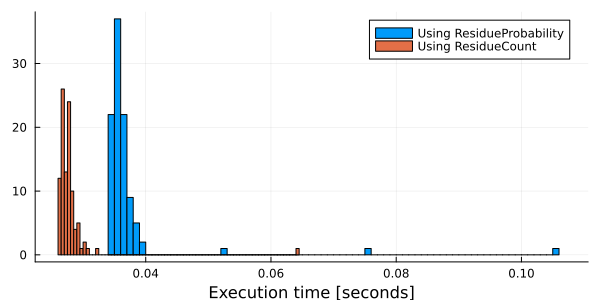 Using ResidueProbability
Using ResidueCount
30
20
10
0
0.04
0.06
0.08
0.10
Execution time [seconds]